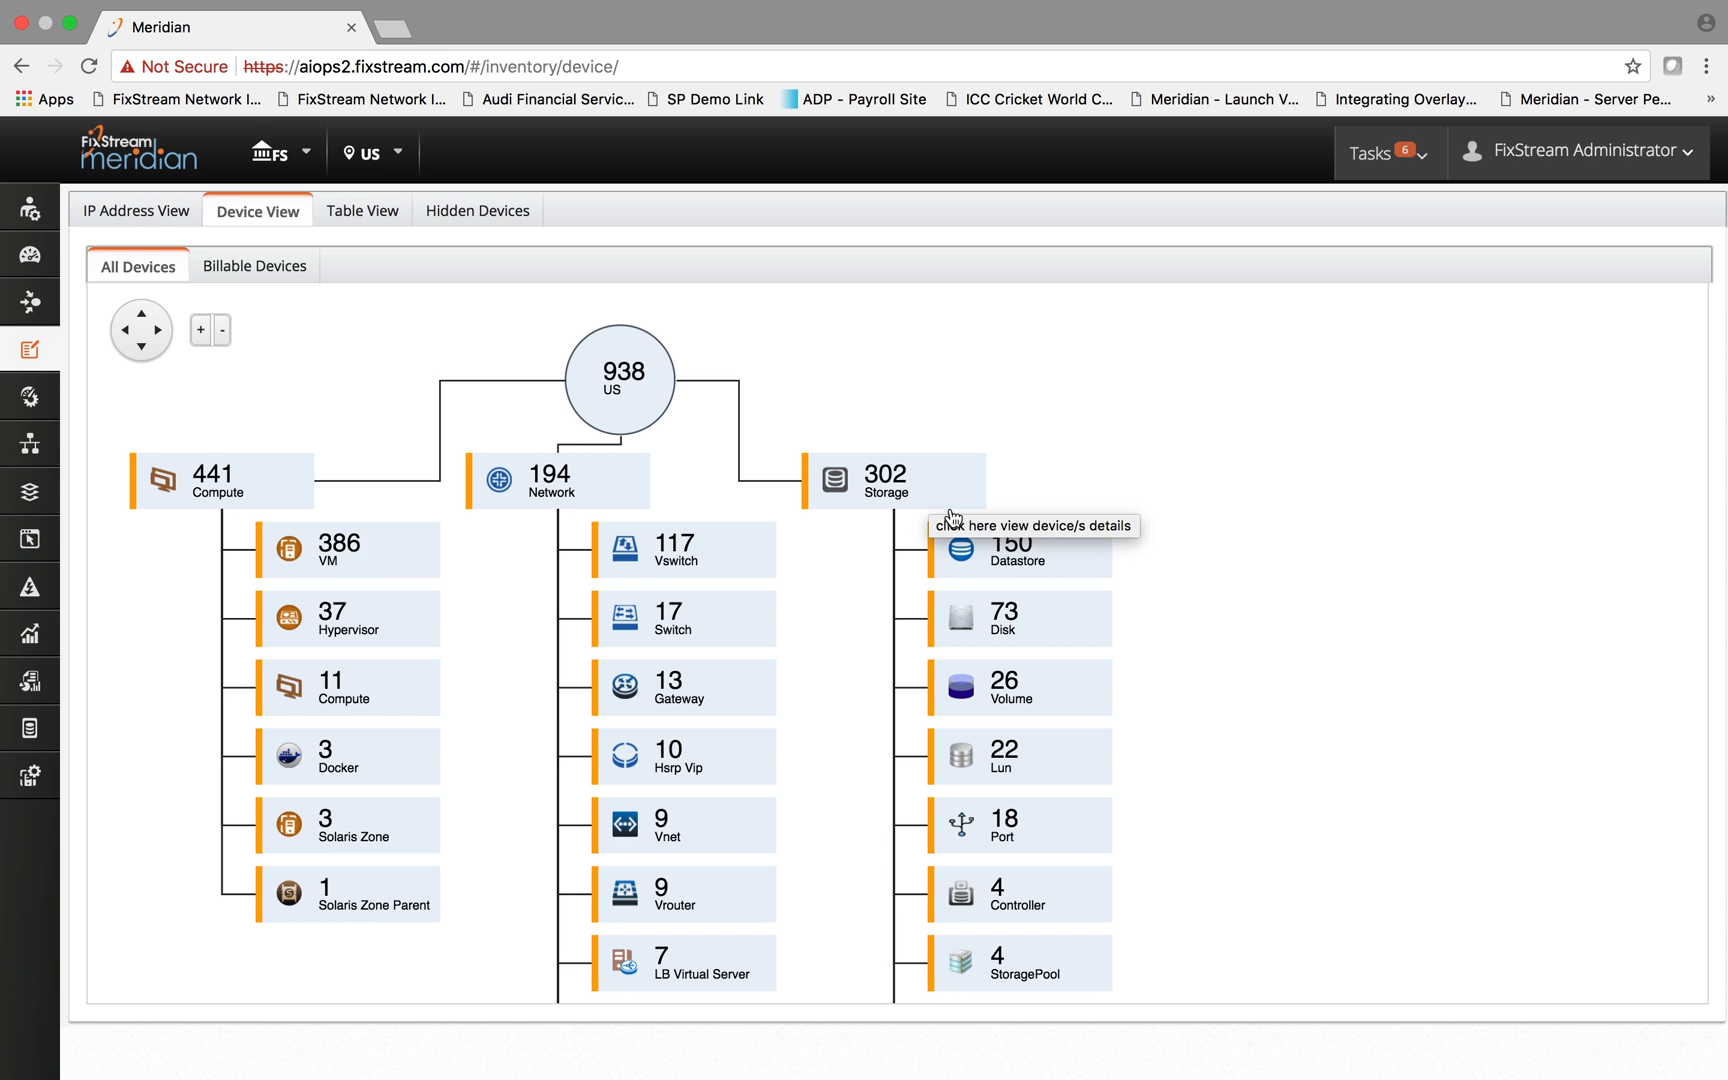 Meridian
Not Secure | https://aiops2.fixstream.com/#/inventory/device/
Apps FixStream Network I... FixStream Network I... Audi Financial Servic... SP Demo Link ADP - Payroll Site ICC Cricket World C... Meridian - Launch V... Integrating Overlay... Meridian - Server Pe... »
FixStream
meridian
FS US Tasks 6 FixStream Administrator
IP Address View Device View Table View Hidden Devices
All Devices Billable Devices
+ -
938
US
441
Compute
194
Network
302
Storage
click here view device/s details
386
VM
117
Vswitch
150
Datastore
37
Hypervisor
17
Switch
73
Disk
11
Compute
13
Gateway
26
Volume
3
Docker
10
Hsrp Vip
22
Lun
3
Solaris Zone
9
Vnet
18
Port
1
Solaris Zone Parent
9
Vrouter
4
Controller
7
LB Virtual Server
4
StoragePool